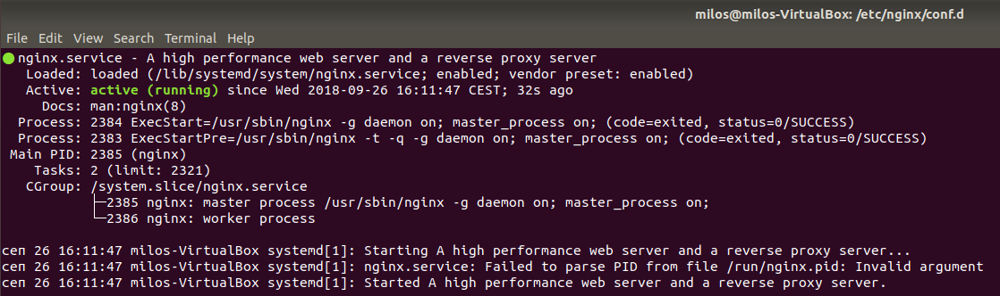 milos@milos-VirtualBox: /etc/nginx/conf.d
File Edit View Search Terminal Help
nginx.service - A high performance web server and a reverse proxy server
Loaded: loaded (/lib/systemd/system/nginx.service; enabled; vendor preset: enabled)
Active: active (running) since Wed 2018-09-26 16:11:47 CEST; 32s ago
Docs: man:nginx(8)
Process: 2384 ExecStart=/usr/sbin/nginx -g daemon on; master_process on; (code=exited, status=0/SUCCESS)
Process: 2383 ExecStartPre=/usr/sbin/nginx -t -q -g daemon on; master_process on; (code=exited, status=0/SUCCESS)
Main PID: 2385 (nginx)
Tasks: 2 (limit: 2321)
CGroup: /system.slice/nginx.service
├─2385 nginx: master process /usr/sbin/nginx -g daemon on; master_process on;
└─2386 nginx: worker process
сеп 26 16:11:47 milos-VirtualBox systemd[1]: Starting A high performance web server and a reverse proxy server...
сеп 26 16:11:47 milos-VirtualBox systemd[1]: nginx.service: Failed to parse PID from file /run/nginx.pid: Invalid argument
сеп 26 16:11:47 milos-VirtualBox systemd[1]: Started A high performance web server and a reverse proxy server.